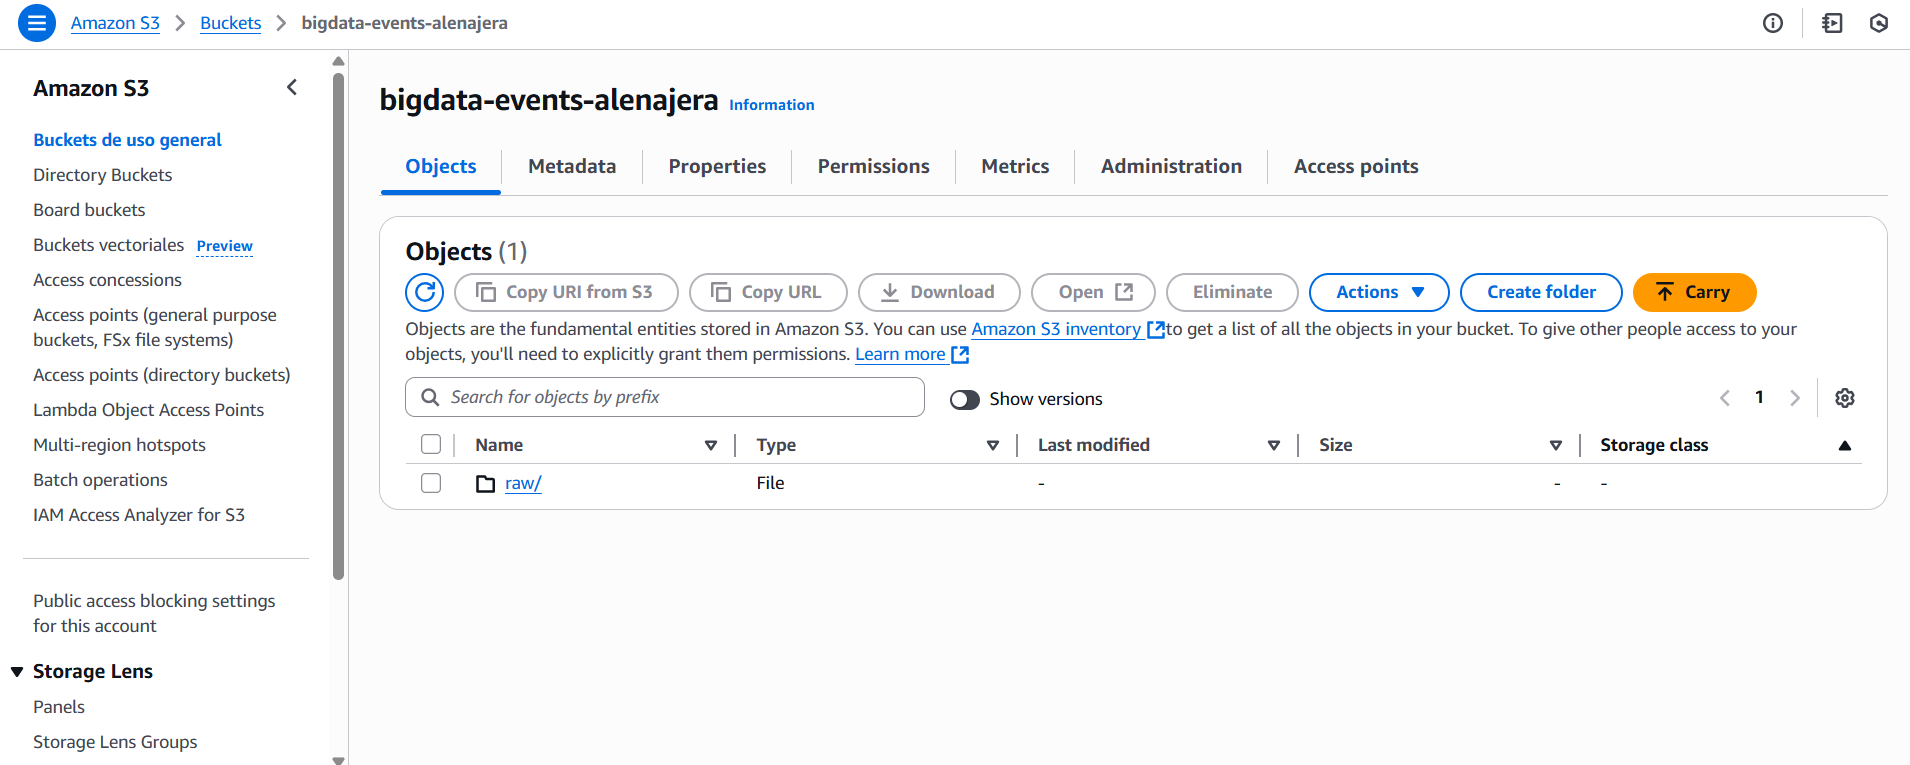 Amazon S3 > Buckets > bigdata-events-alenajera
Amazon S3
Buckets de uso general
Directory Buckets
Board buckets
Buckets vectoriales Preview
Access concessions
Access points (general purpose
buckets, FSx file systems)
Access points (directory buckets)
Lambda Object Access Points
Multi-region hotspots
Batch operations
IAM Access Analyzer for S3
Public access blocking settings
for this account
Storage Lens
Panels
Storage Lens Groups
bigdata-events-alenajera Information
Objects Metadata Properties Permissions Metrics Administration Access points
Objects (1)
Copy URI from S3 Copy URL Download Open Eliminate Actions Create folder Carry
Objects are the fundamental entities stored in Amazon S3. You can use Amazon S3 inventory to get a list of all the objects in your bucket. To give other people access to your
objects, you'll need to explicitly grant them permissions. Learn more
Search for objects by prefix Show versions 1
Name Type Last modified Size Storage class
raw/ File - - -